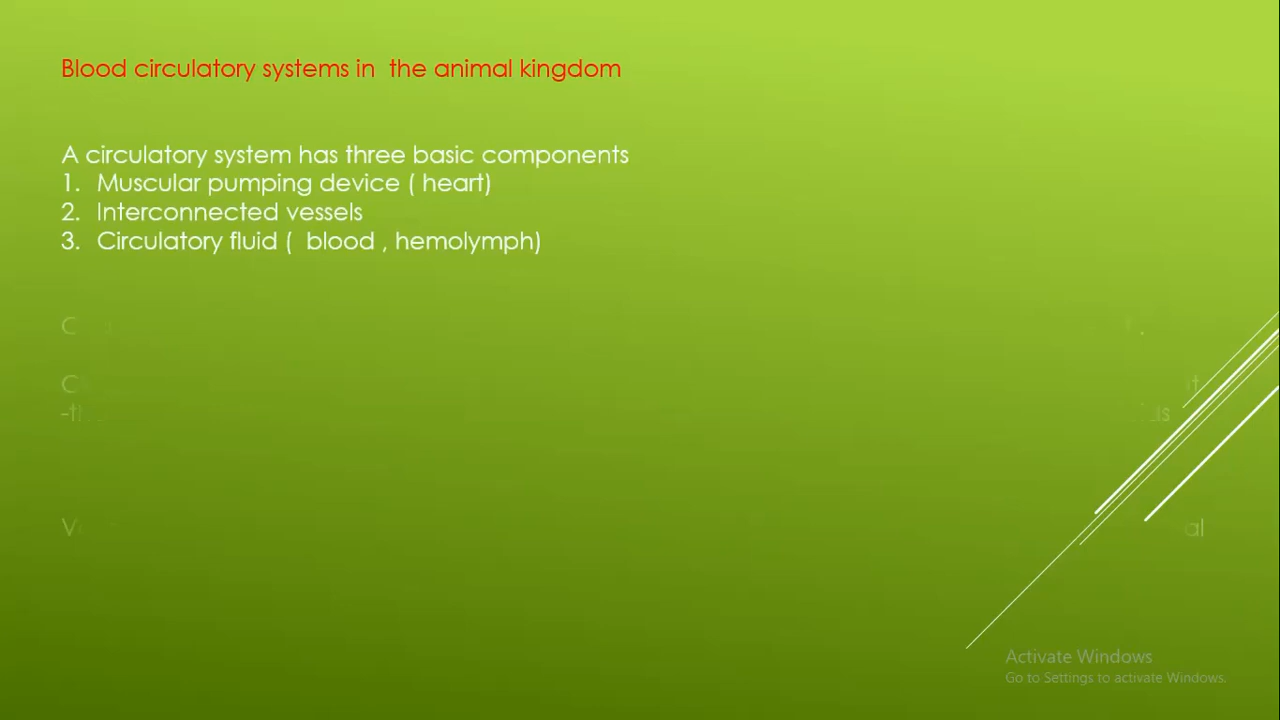 Blood circulatory systems in  the animal kingdom
A circulatory system has three basic components
1. Muscular pumping device ( heart)
2. Interconnected vessels
3. Circulatory fluid (  blood , hemolymph)
Activate Windows
Go to Settings to activate Windows.